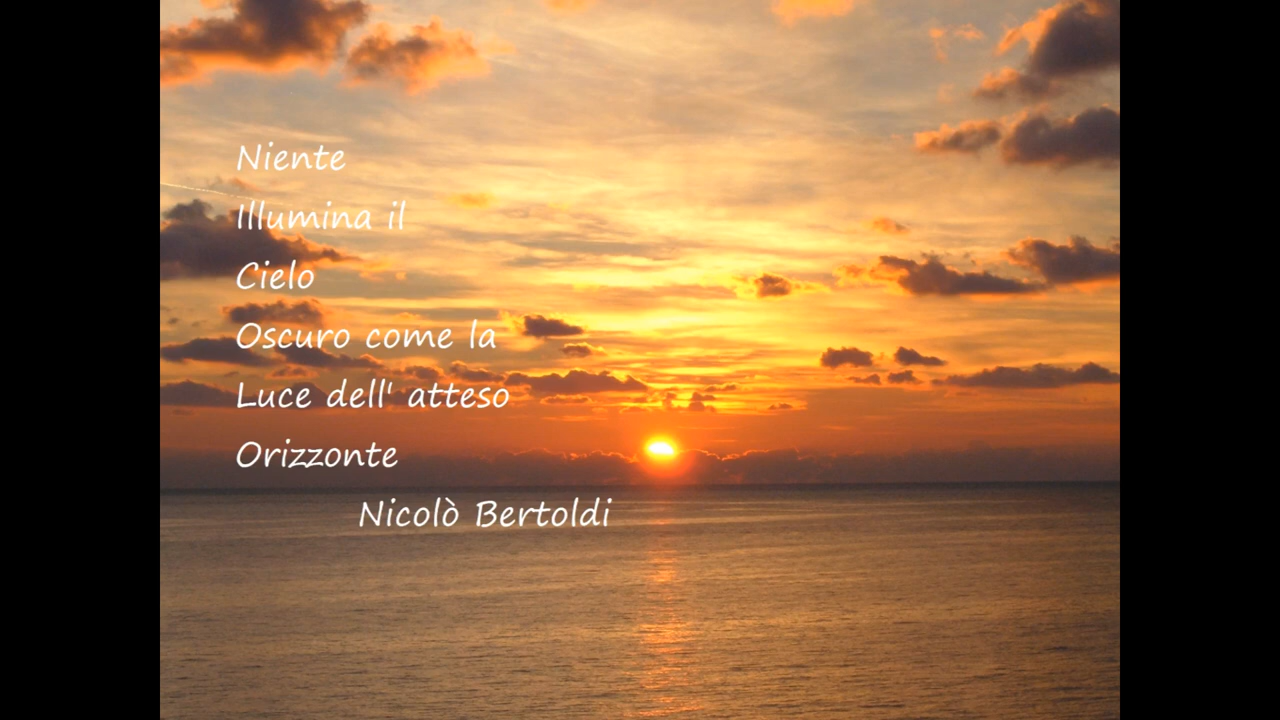 Niente
Illumina il
Cielo
Oscuro come la
Luce dell' atteso
Orizzonte
Nicolò Bertoldi